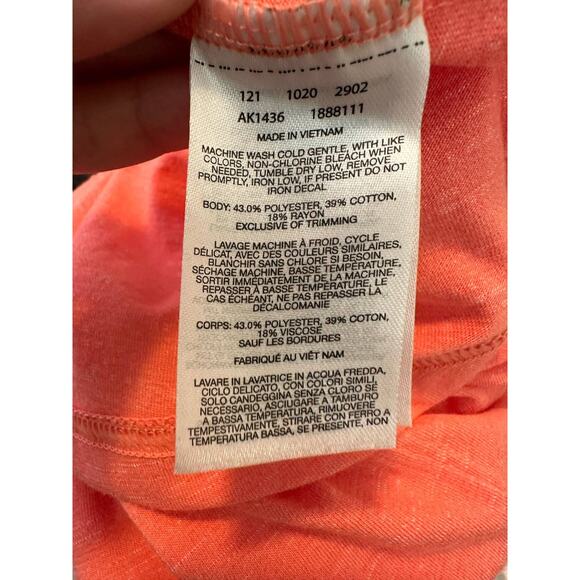 121 1020 2902
AK1436 1888111
MADE IN VIETNAM
MACHINE WASH COLD GENTLE, WITH LIKE
COLORS, NON-CHLORINE BLEACH WHEN
NEEDED, TUMBLE DRY LOW, REMOVE
PROMPTLY, IRON LOW, IF PRESENT DO NOT
IRON DECAL
BODY: 43.0% POLYESTER, 39% COTTON,
18% RAYON
EXCLUSIVE OF TRIMMING
LAVAGE MACHINE À FROID, CYCLE
DÉLICAT, AVEC DES COULEURS SIMILAIRES,
BLANCHIR SANS CHLORE SI BESOIN,
SÉCHAGE MACHINE, BASSE TEMPÉRATURE,
SORTIR IMMÉDIATEMENT DE LA MACHINE,
REPASSER À BASSE TEMPÉRATURE, LE
CAS ÉCHÉANT, NE PAS REPASSER LA
DÉCALCOMANIE
CORPS: 43.0% POLYESTER, 39% COTON,
18% VISCOSE
SAUF LES BORDURES
FABRIQUÉ AU VIÊT NAM
LAVARE IN LAVATRICE IN ACQUA FREDDA,
CICLO DELICATO, CON COLORI SIMILI,
SOLO CANDEGGINA SENZA CLORO SE
NECESSARIO, ASCIUGARE A TAMBURO
A BASSA TEMPERATURA, RIMUOVERE
TEMPESTIVAMENTE, STIRARE CON FERRO A
TEMPERATURA BASSA, SE PRESENTE, NON